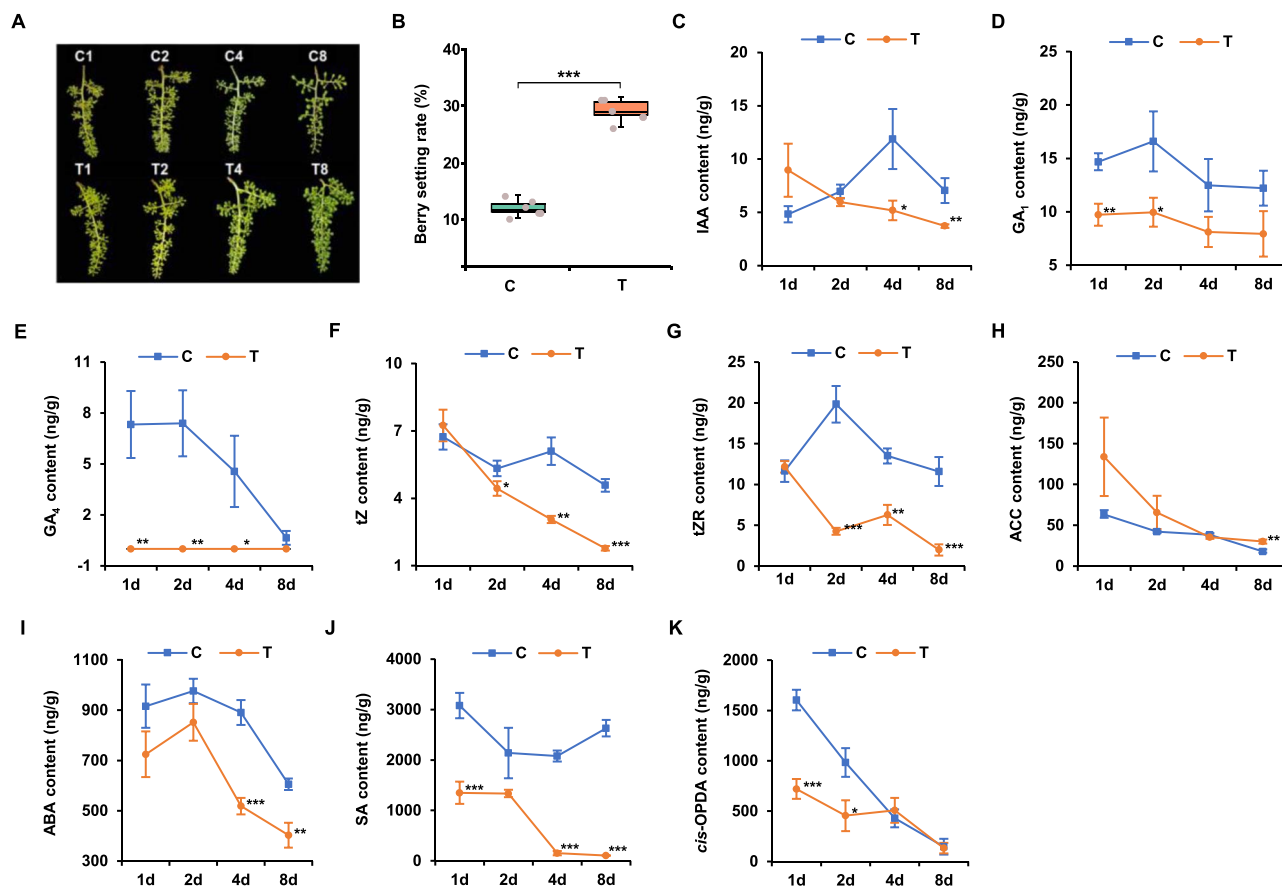 A
C1 C2 C4 C8
T1 T2 T4 T8
B
Berry setting rate (%)
40
30
20
10
***
C T
C
C T
IAA content (ng/g)
20
15
10
5
0
*
**
1d 2d 4d 8d
D
C T
GA1 content (ng/g)
25
20
15
10
5
**
*
1d 2d 4d 8d
E
C T
GA4 content (ng/g)
11
8
5
2
-1
**
**
*
1d 2d 4d 8d
F
C T
tZ content (ng/g)
10
7
4
1
*
**
***
1d 2d 4d 8d
G
C T
tZR content (ng/g)
25
20
15
10
5
0
***
**
***
1d 2d 4d 8d
H
C T
ACC content (ng/g)
250
200
150
100
50
0
**
1d 2d 4d 8d
I
C T
ABA content (ng/g)
1100
900
700
500
300
***
**
1d 2d 4d 8d
J
C T
SA content (ng/g)
4000
3000
2000
1000
0
***
***
***
1d 2d 4d 8d
K
C T
cis-OPDA content (ng/g)
2000
1500
1000
500
0
***
*
1d 2d 4d 8d